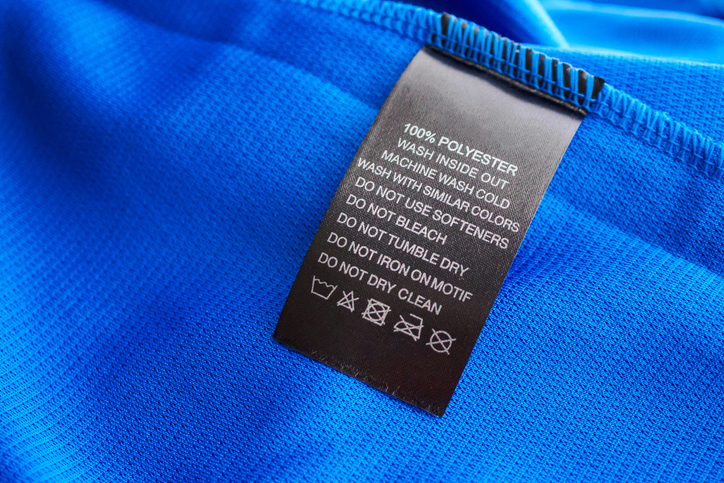 100% POLYESTER
WASH INSIDE OUT
MACHINE WASH COLD
WASH WITH SIMILAR COLORS
DO NOT USE SOFTENERS
DO NOT BLEACH
DO NOT TUMBLE DRY
DO NOT IRON ON MOTIF
DO NOT DRY CLEAN